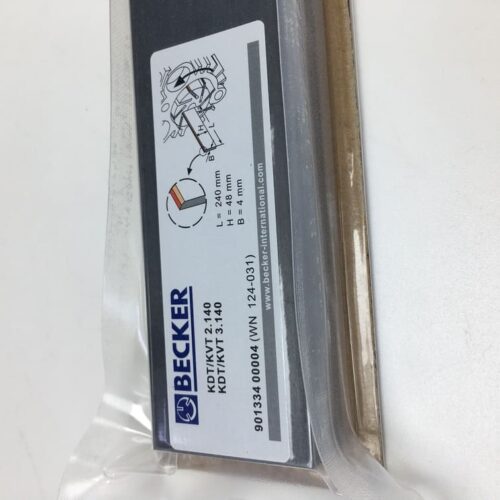 BECKER
KDT/KVT 2.140
KDT/KVT 3.140
901334 00004 (WN 124-031)
L = 240 mm
H = 48 mm
B = 4 mm
B
H
L
www.becker-international.com